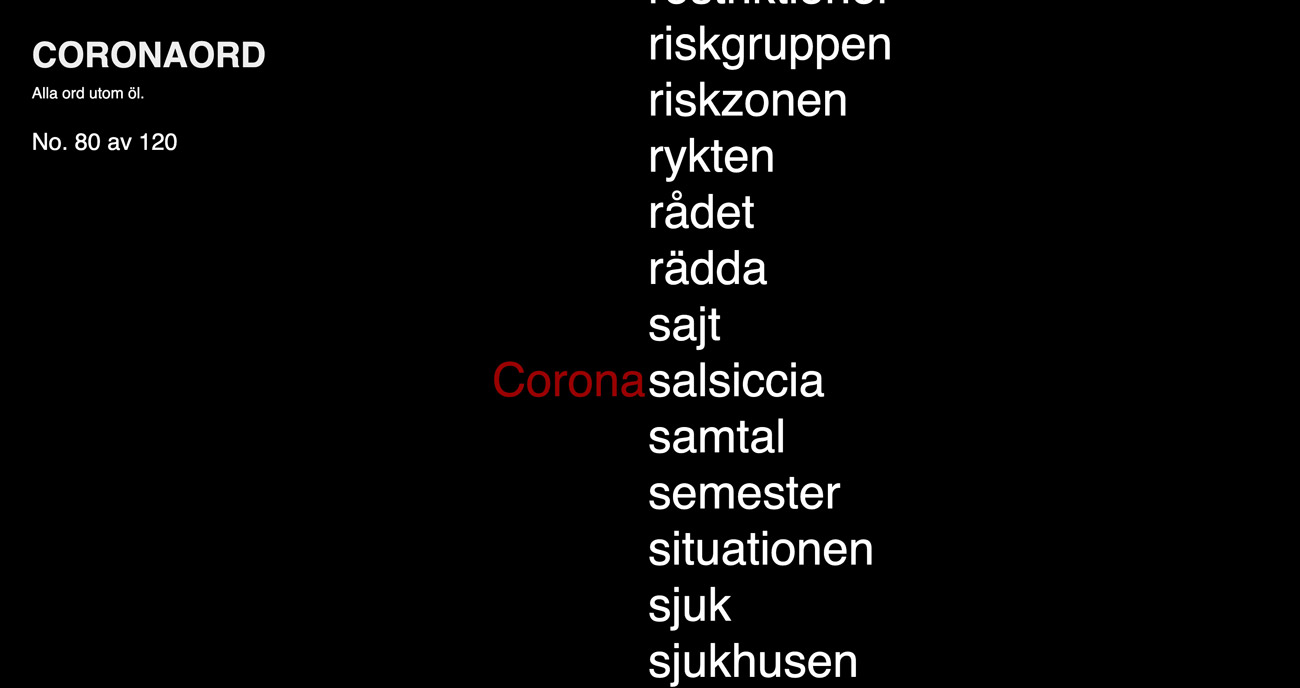 CORONAORD
Alla ord utom öl.
No. 80 av 120
riskgruppen
riskzonen
rykten
rådet
rädda
sajt
Coronasalsiccia
samtal
semester
situationen
sjuk
sjukhusen